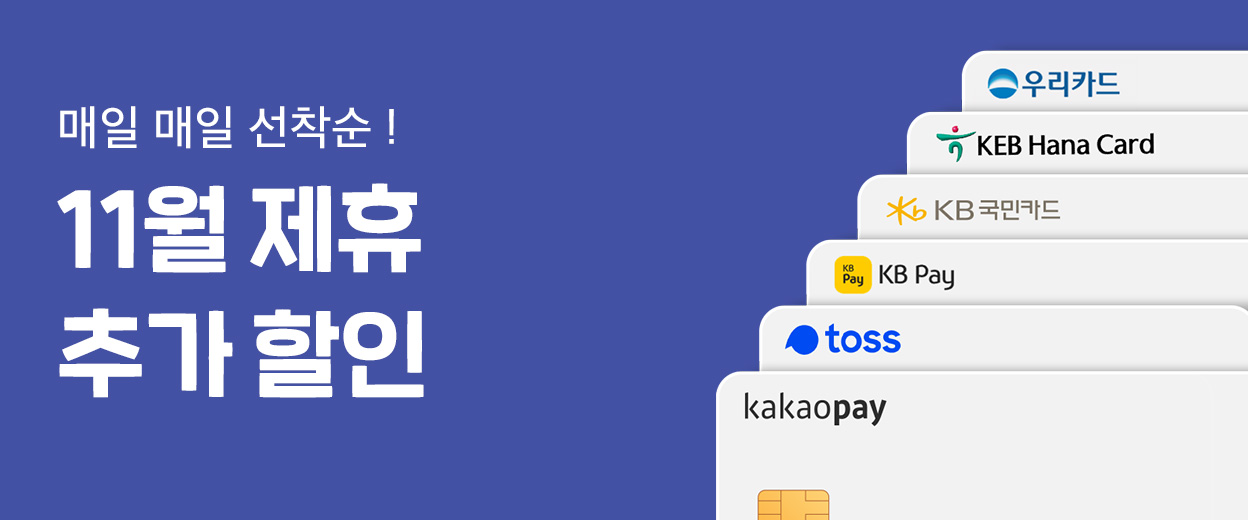 매일 매일 선착순 !
11월 제휴
추가 할인
우리카드
KEB Hana Card
KB 국민카드
KB
Pay
KB Pay
toss
kakaopay